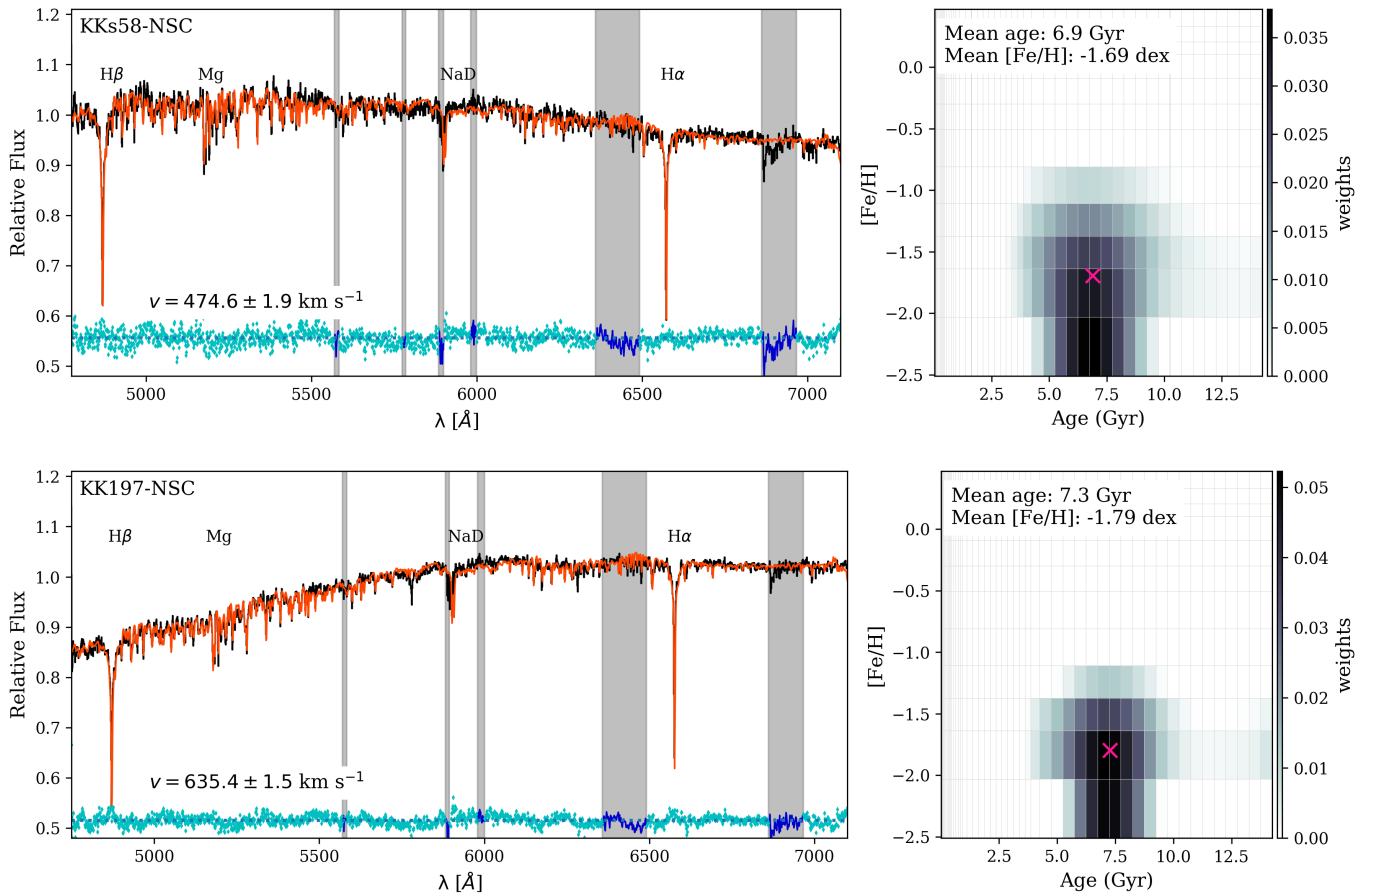 KKs58-NSC
Hβ
Mg
NaD
Hα
v = 474.6 ± 1.9 km s⁻¹
1.2
1.1
1.0
0.9
0.8
0.7
0.6
0.5
Relative Flux
5000
5500
6000
6500
7000
λ [Å]
Mean age: 6.9 Gyr
Mean [Fe/H]: -1.69 dex
0.0
−0.5
−1.0
−1.5
−2.0
−2.5
[Fe/H]
2.5
5.0
7.5
10.0
12.5
Age (Gyr)
0.035
0.030
0.025
0.020
0.015
0.010
0.005
0.000
weights
KK197-NSC
Hβ
Mg
NaD
Hα
v = 635.4 ± 1.5 km s⁻¹
1.2
1.1
1.0
0.9
0.8
0.7
0.6
0.5
Relative Flux
5000
5500
6000
6500
7000
λ [Å]
Mean age: 7.3 Gyr
Mean [Fe/H]: -1.79 dex
0.0
−0.5
−1.0
−1.5
−2.0
−2.5
[Fe/H]
2.5
5.0
7.5
10.0
12.5
Age (Gyr)
0.05
0.04
0.03
0.02
0.01
0.00
weights